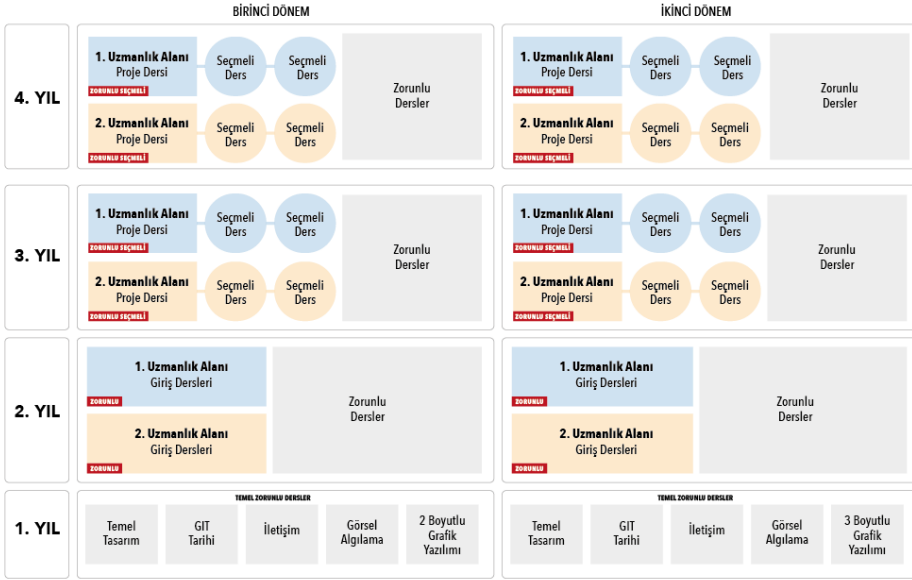 BİRİNCİ DÖNEM
İKİNCİ DÖNEM
4. YIL
1. Uzmanlık Alanı
Proje Dersi
ZORUNLU SEÇMELİ
Seçmeli
Ders
Seçmeli
Ders
2. Uzmanlık Alanı
Proje Dersi
ZORUNLU SEÇMELİ
Seçmeli
Ders
Seçmeli
Ders
Zorunlu
Dersler
1. Uzmanlık Alanı
Proje Dersi
ZORUNLU SEÇMELİ
Seçmeli
Ders
Seçmeli
Ders
2. Uzmanlık Alanı
Proje Dersi
ZORUNLU SEÇMELİ
Seçmeli
Ders
Seçmeli
Ders
Zorunlu
Dersler
3. YIL
1. Uzmanlık Alanı
Proje Dersi
ZORUNLU SEÇMELİ
Seçmeli
Ders
Seçmeli
Ders
2. Uzmanlık Alanı
Proje Dersi
ZORUNLU SEÇMELİ
Seçmeli
Ders
Seçmeli
Ders
Zorunlu
Dersler
1. Uzmanlık Alanı
Proje Dersi
ZORUNLU SEÇMELİ
Seçmeli
Ders
Seçmeli
Ders
2. Uzmanlık Alanı
Proje Dersi
ZORUNLU SEÇMELİ
Seçmeli
Ders
Seçmeli
Ders
Zorunlu
Dersler
2. YIL
1. Uzmanlık Alanı
Giriş Dersleri
ZORUNLU
2. Uzmanlık Alanı
Giriş Dersleri
ZORUNLU
Zorunlu
Dersler
1. Uzmanlık Alanı
Giriş Dersleri
ZORUNLU
2. Uzmanlık Alanı
Giriş Dersleri
ZORUNLU
Zorunlu
Dersler
1. YIL
TEMEL ZORUNLU DERSLER
Temel
Tasarım
GIT
Tarihi
İletişim
Görsel
Algılama
2 Boyutlu
Grafik
Yazılımı
TEMEL ZORUNLU DERSLER
Temel
Tasarım
GIT
Tarihi
İletişim
Görsel
Algılama
3 Boyutlu
Grafik
Yazılımı